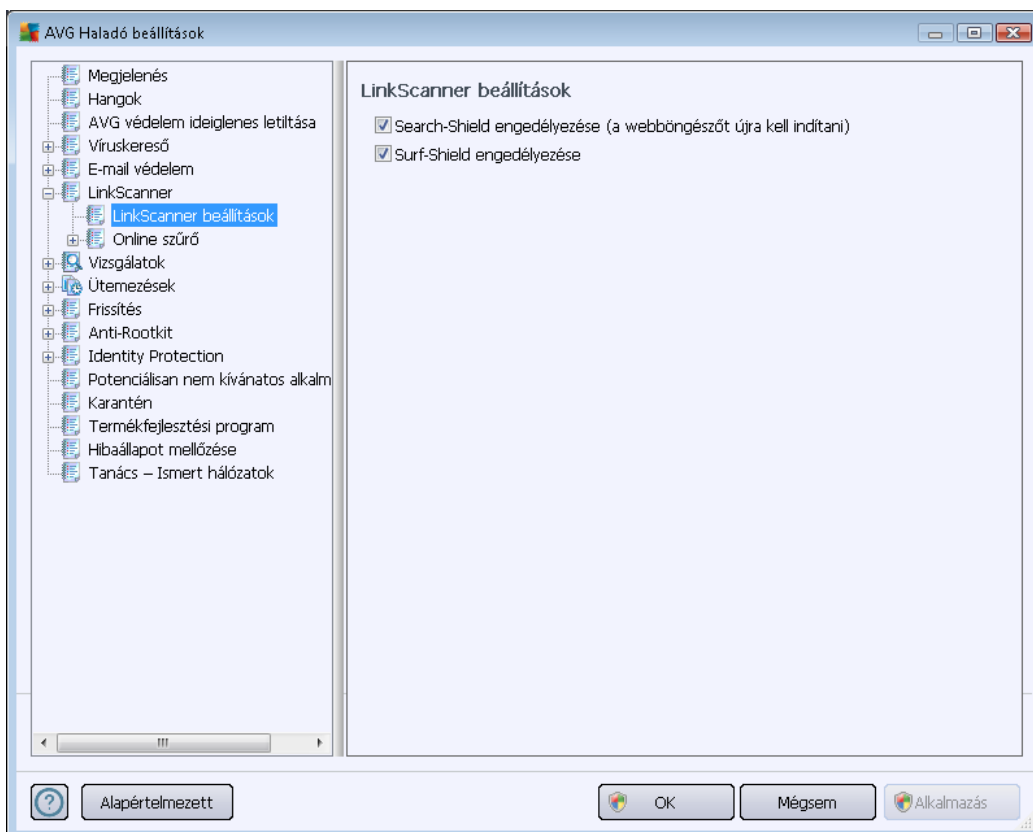 AVG Haladó beállítások
Megjelenés
Hangok
AVG védelem ideiglenes letiltása
Víruskereső
E-mail védelem
LinkScanner
LinkScanner beállítások
Online szűrő
Vizsgálatok
Ütemezések
Frissítés
Anti-Rootkit
Identity Protection
Potenciálisan nem kívánatos alkalm
Karantén
Termékfejlesztési program
Hibaállapot mellőzése
Tanács – Ismert hálózatok
LinkScanner beállítások
Search-Shield engedélyezése (a webböngészőt újra kell indítani)
Surf-Shield engedélyezése
Alapértelmezett
OK
Mégsem
Alkalmazás